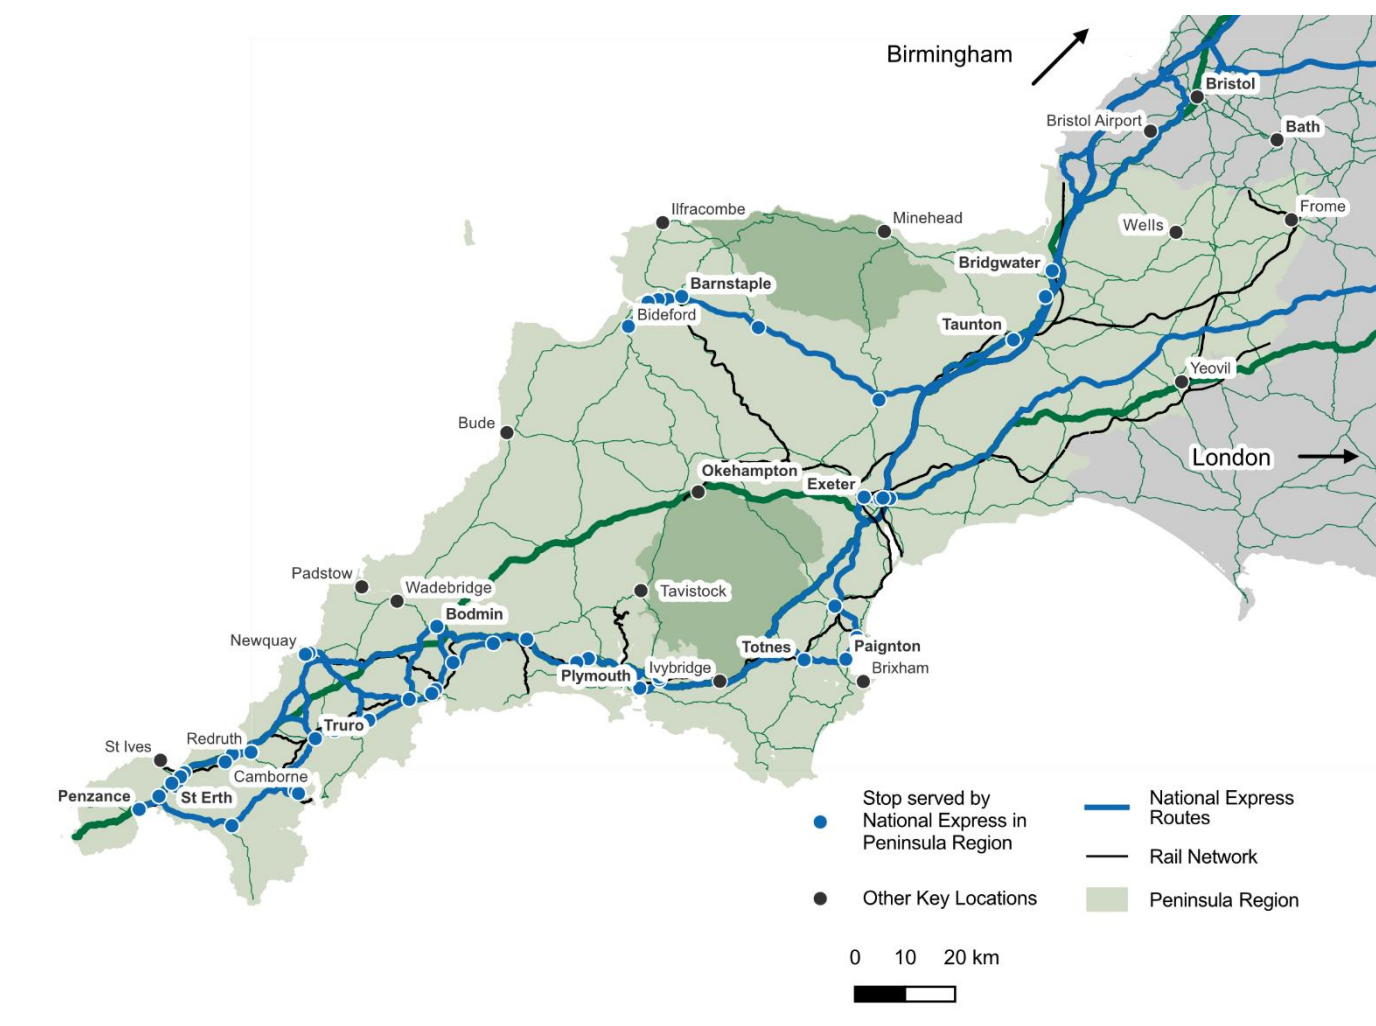 Birmingham
Bristol
Bristol Airport
Bath
Ilfracombe
Minehead
Frome
Wells
Bridgwater
Barnstaple
Bideford
Taunton
Yeovil
Bude
Okehampton
Exeter
London
Padstow
Wadebridge
Tavistock
Bodmin
Newquay
Totnes
Paignton
Ivybridge
Brixham
Plymouth
Truro
Redruth
St Ives
Camborne
Penzance
St Erth
Stop served by
National Express in
Peninsula Region
National Express
Routes
Rail Network
Other Key Locations
Peninsula Region
0 10 20 km